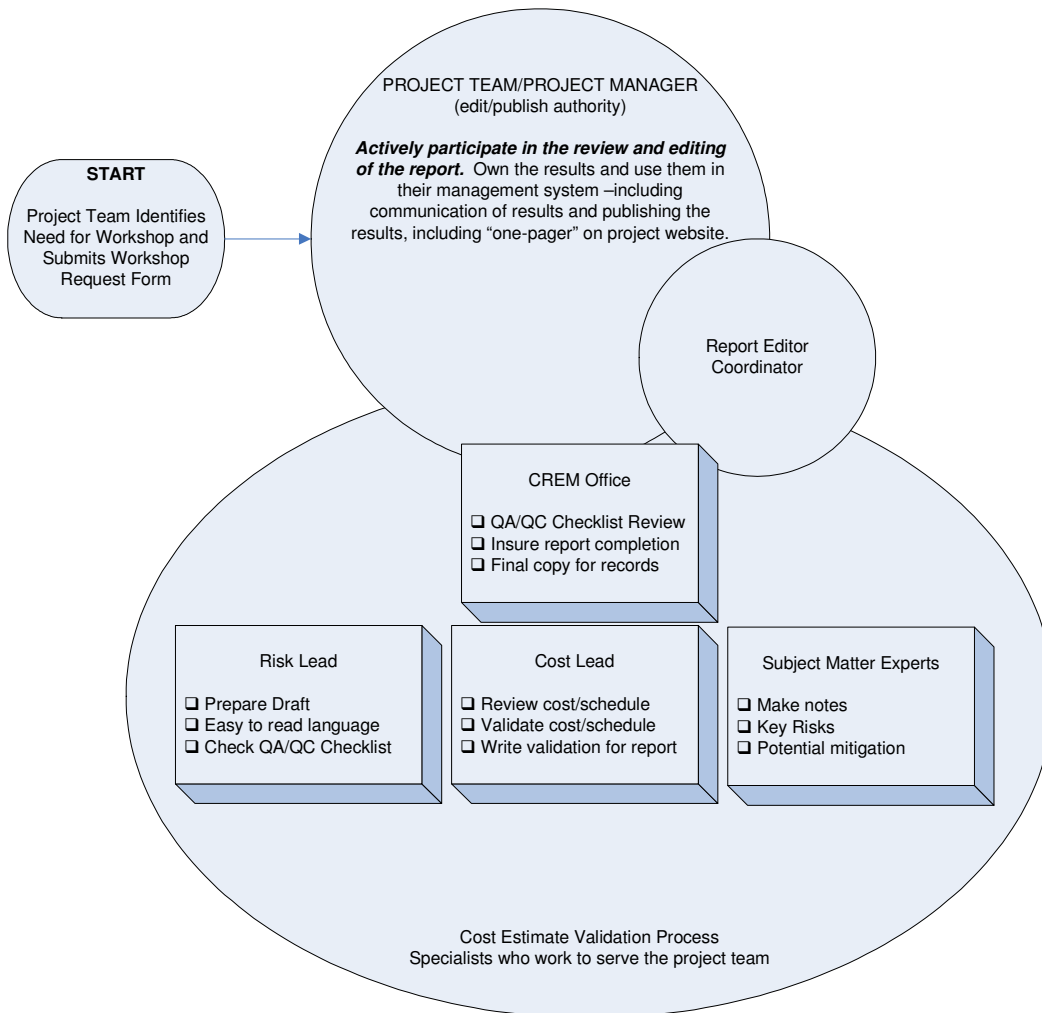 PROJECT TEAM/PROJECT MANAGER
(edit/publish authority)
Actively participate in the review and editing
of the report.  Own the results and use them in
their management system –including
communication of results and publishing the
results, including “one-pager” on project website.
START
Project Team Identifies
Need for Workshop and
Submits Workshop
Request Form
Report Editor
Coordinator
CREM Office
❑ QA/QC Checklist Review
❑ Insure report completion
❑ Final copy for records
Risk Lead
❑ Prepare Draft
❑ Easy to read language
❑ Check QA/QC Checklist
Cost Lead
❑ Review cost/schedule
❑ Validate cost/schedule
❑ Write validation for report
Subject Matter Experts
❑ Make notes
❑ Key Risks
❑ Potential mitigation
Cost Estimate Validation Process
Specialists who work to serve the project team